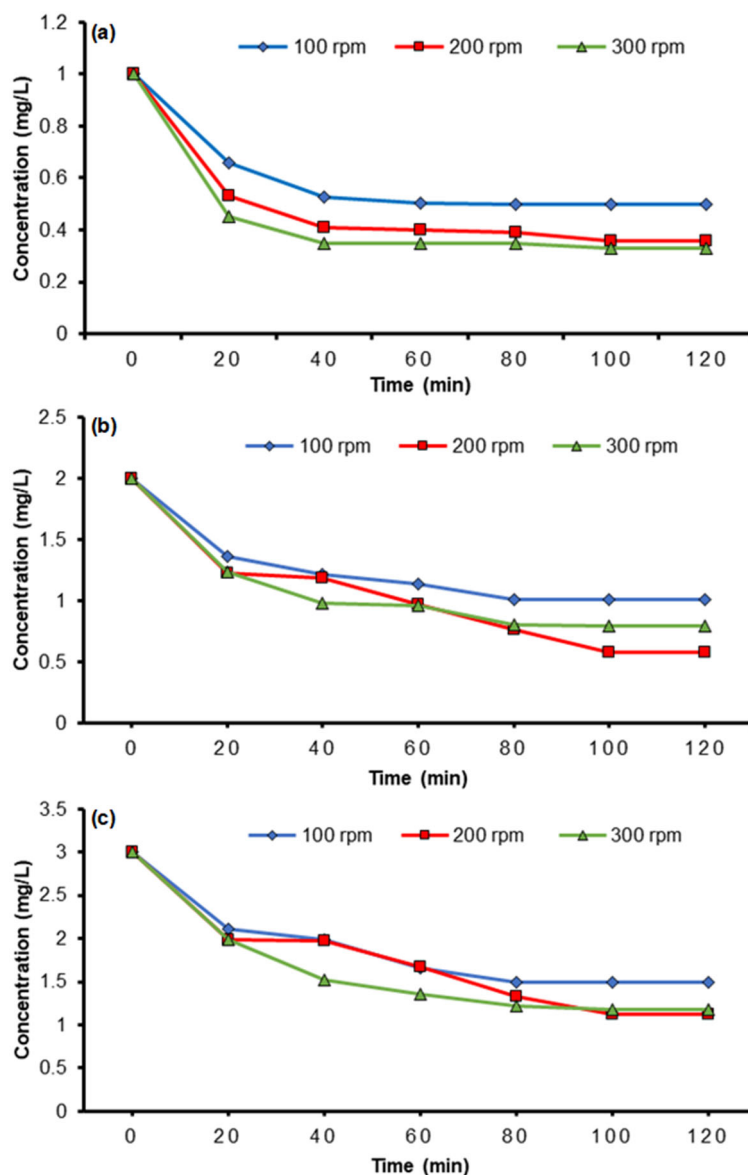 (a)
100 rpm 200 rpm 300 rpm
1.2
1
0.8
0.6
0.4
0.2
0
Concentration (mg/L)
0 20 40 60 80 100 120
Time (min)
(b)
100 rpm 200 rpm 300 rpm
2.5
2
1.5
1
0.5
0
Concentration (mg/L)
0 20 40 60 80 100 120
Time (min)
(c)
100 rpm 200 rpm 300 rpm
3.5
3
2.5
2
1.5
1
0.5
0
Concentration (mg/L)
0 20 40 60 80 100 120
Time (min)